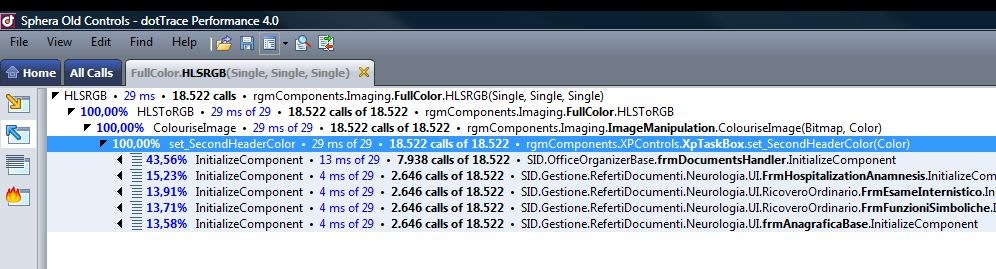 Sphera Old Controls - dotTrace Performance 4.0
File View Edit Find Help
Home All Calls FullColor.HLSRGB(Single, Single, Single)
HLSRGB • 29 ms • 18.522 calls • rgmComponents.Imaging.FullColor.HLSRGB(Single, Single, Single)
100,00% HLSToRGB • 29 ms of 29 • 18.522 calls of 18.522 • rgmComponents.Imaging.FullColor.HLSToRGB
100,00% ColouriseImage • 29 ms of 29 • 18.522 calls of 18.522 • rgmComponents.Imaging.ImageManipulation.ColouriseImage(Bitmap, Color)
100,00% set_SecondHeaderColor • 29 ms of 29 • 18.522 calls of 18.522 • rgmComponents.XPControls.XpTaskBox.set_SecondHeaderColor(Color)
43,56% InitializeComponent • 13 ms of 29 • 7.938 calls of 18.522 • SID.OfficeOrganizerBase.frmDocumentsHandler.InitializeComponent
15,23% InitializeComponent • 4 ms of 29 • 2.646 calls of 18.522 • SID.Gestione.RefertiDocumenti.Neurologia.UI.FrmHospitalizationAnamnesis.InitializeCom
13,91% InitializeComponent • 4 ms of 29 • 2.646 calls of 18.522 • SID.Gestione.RefertiDocumenti.Neurologia.UI.RicoveroOrdinario.FrmEsameInternistico.In
13,71% InitializeComponent • 4 ms of 29 • 2.646 calls of 18.522 • SID.Gestione.RefertiDocumenti.Neurologia.UI.RicoveroOrdinario.FrmFunzioniSimboliche.I
13,58% InitializeComponent • 4 ms of 29 • 2.646 calls of 18.522 • SID.Gestione.RefertiDocumenti.Neurologia.UI.frmAnagraficaBase.InitializeComponent